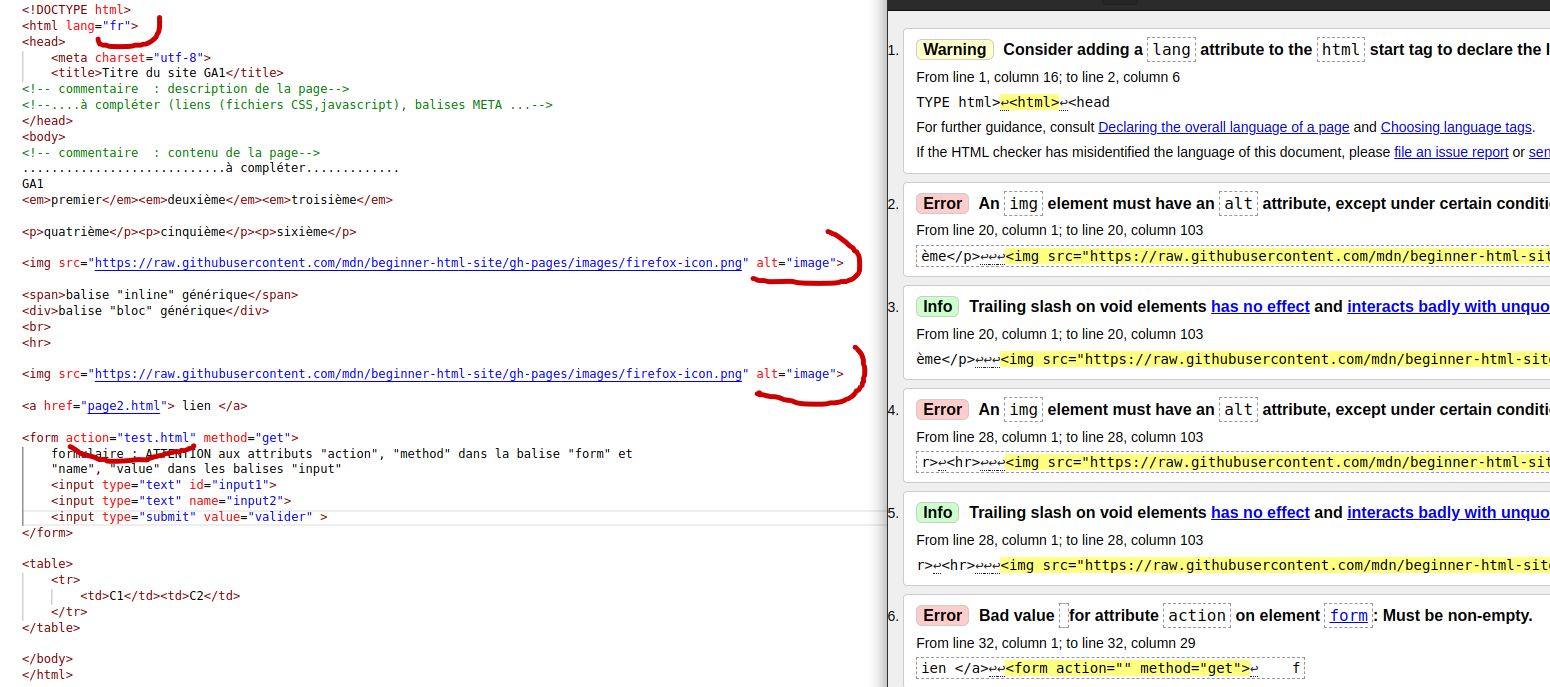 <!DOCTYPE html>
<html lang="fr">
<head>
<meta charset="utf-8">
<title>Titre du site GA1</title>
<!-- commentaire  : description de la page-->
<!--....à compléter (liens (fichiers CSS,javascript), balises META ...-->
</head>
<body>
<!-- commentaire  : contenu de la page-->
............................à compléter.............
GA1
<em>premier</em><em>deuxième</em><em>troisième</em>
<p>quatrième</p><p>cinquième</p><p>sixième</p>
<img src="https://raw.githubusercontent.com/mdn/beginner-html-site/gh-pages/images/firefox-icon.png" alt="image">
<span>balise "inline" générique</span>
<div>balise "bloc" générique</div>
<br>
<hr>
<img src="https://raw.githubusercontent.com/mdn/beginner-html-site/gh-pages/images/firefox-icon.png" alt="image">
<a href="page2.html"> lien </a>
<form action="test.html" method="get">
formulaire : ATTENTION aux attributs "action", "method" dans la balise "form" et
"name", "value" dans les balises "input"
<input type="text" id="input1">
<input type="text" name="input2">
<input type="submit" value="valider" >
</form>
<table>
<tr>
<td>C1</td><td>C2</td>
</tr>
</table>
</body>
</html>
1. Warning Consider adding a lang attribute to the html start tag to declare the l
From line 1, column 16; to line 2, column 6
TYPE html>↩<html>↩<head
For further guidance, consult Declaring the overall language of a page and Choosing language tags.
If the HTML checker has misidentified the language of this document, please file an issue report or sen
2. Error An img element must have an alt attribute, except under certain conditi
From line 20, column 1; to line 20, column 103
ème</p>↩↩↩<img src="https://raw.githubusercontent.com/mdn/beginner-html-sit
3. Info Trailing slash on void elements has no effect and interacts badly with unquo
From line 20, column 1; to line 20, column 103
ème</p>↩↩↩<img src="https://raw.githubusercontent.com/mdn/beginner-html-site
4. Error An img element must have an alt attribute, except under certain conditi
From line 28, column 1; to line 28, column 103
r>↩<hr>↩↩↩<img src="https://raw.githubusercontent.com/mdn/beginner-html-sit
5. Info Trailing slash on void elements has no effect and interacts badly with unquo
From line 28, column 1; to line 28, column 103
r>↩<hr>↩↩↩<img src="https://raw.githubusercontent.com/mdn/beginner-html-site
6. Error Bad value for attribute action on element form: Must be non-empty.
From line 32, column 1; to line 32, column 29
ien </a>↩↩<form action="" method="get">↩    f